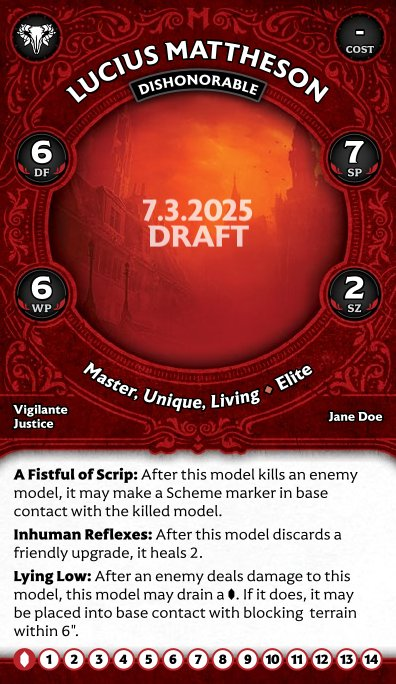 -
COST
LUCIUS MATTHESON
DISHONORABLE
6
DF
7
SP
7.3.2025
DRAFT
6
WP
2
SZ
Master, Unique, Living ♦ Elite
Vigilante
Justice
Jane Doe
A Fistful of Scrip: After this model kills an enemy
model, it may make a Scheme marker in base
contact with the killed model.
Inhuman Reflexes: After this model discards a
friendly upgrade, it heals 2.
Lying Low: After an enemy deals damage to this
model, this model may drain a ⬮. If it does, it may
be placed into base contact with blocking terrain
within 6".
1 2 3 4 5 6 7 8 9 10 11 12 13 14